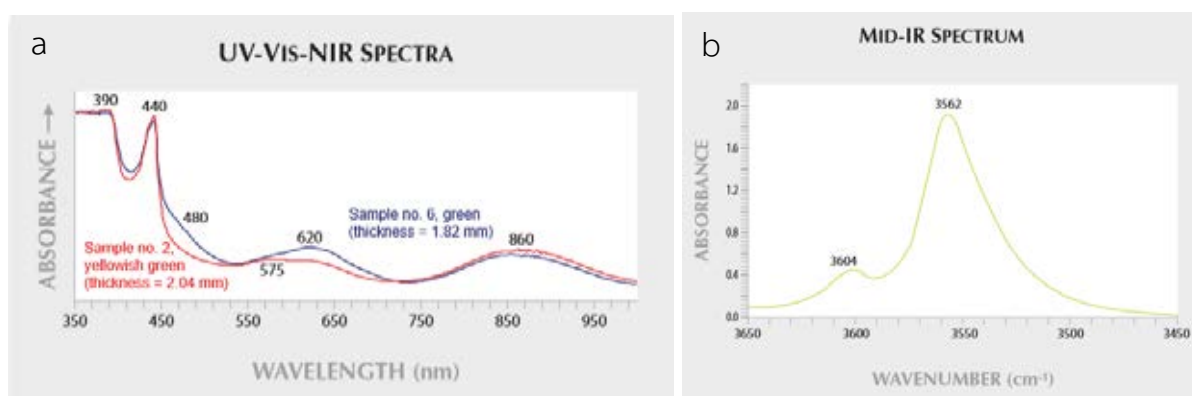 a
UV-VIS-NIR SPECTRA
390
440
480
575
620
860
Sample no. 6, green
(thickness = 1.82 mm)
Sample no. 2,
yellowish green
(thickness = 2.04 mm)
ABSORBANCE →
350 450 550 650 750 850 950
WAVELENGTH (nm)
b
MID-IR SPECTRUM
3562
3604
ABSORBANCE
2.0
1.6
1.2
0.8
0.4
0.0
3650 3600 3550 3500 3450
WAVENUMBER (cm⁻¹)